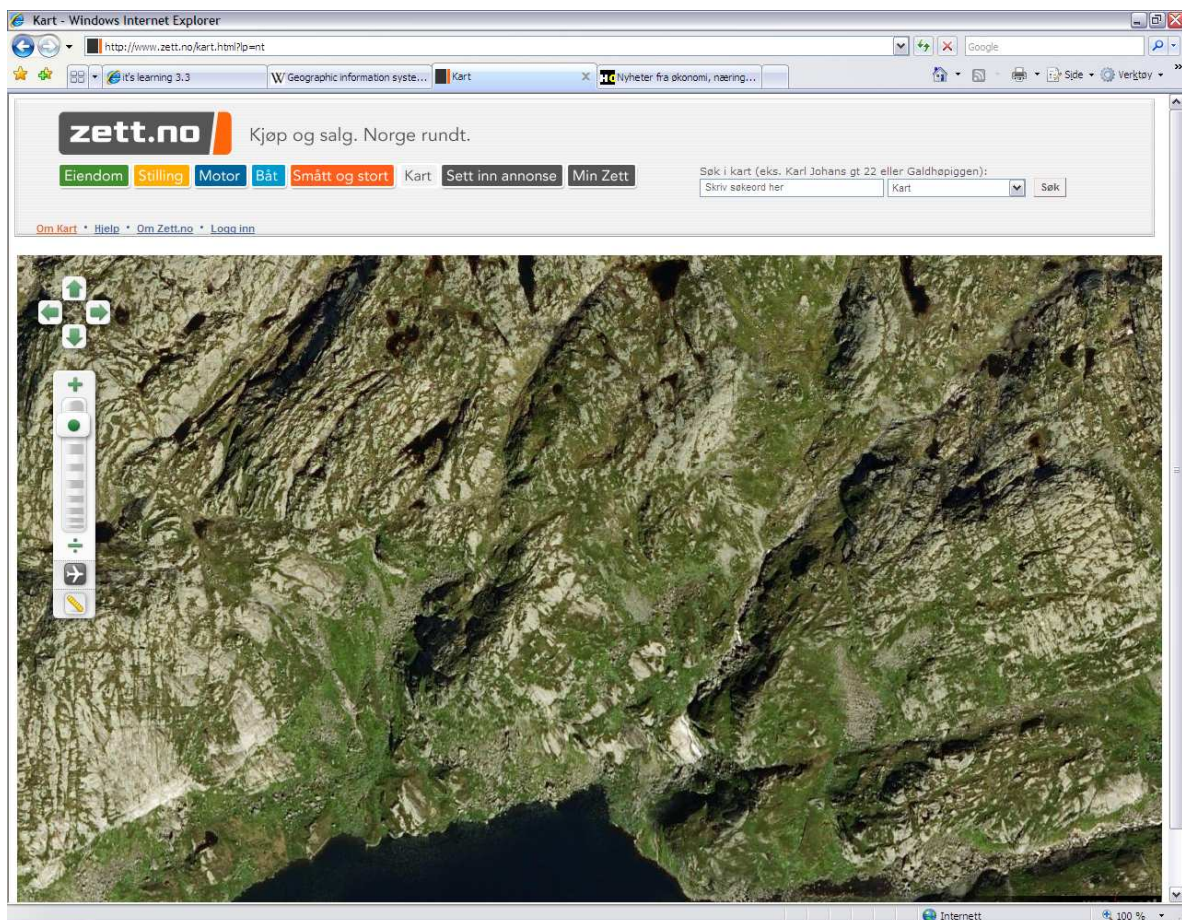 Kart - Windows Internet Explorer
http://www.zett.no/kart.html?lp=nt
Google
it's learning 3.3
W Geographic information syste...
Kart
Nyheter fra økonomi, næring...
Side
Verktøy
zett.no
Kjøp og salg. Norge rundt.
Eiendom Stilling Motor Båt Smått og stort Kart Sett inn annonse Min Zett
Søk i kart (eks. Karl Johans gt 22 eller Galdhøpiggen):
Skriv søkeord her
Kart
Søk
Om Kart • Hjelp • Om Zett.no • Logg inn
Internett
100 %